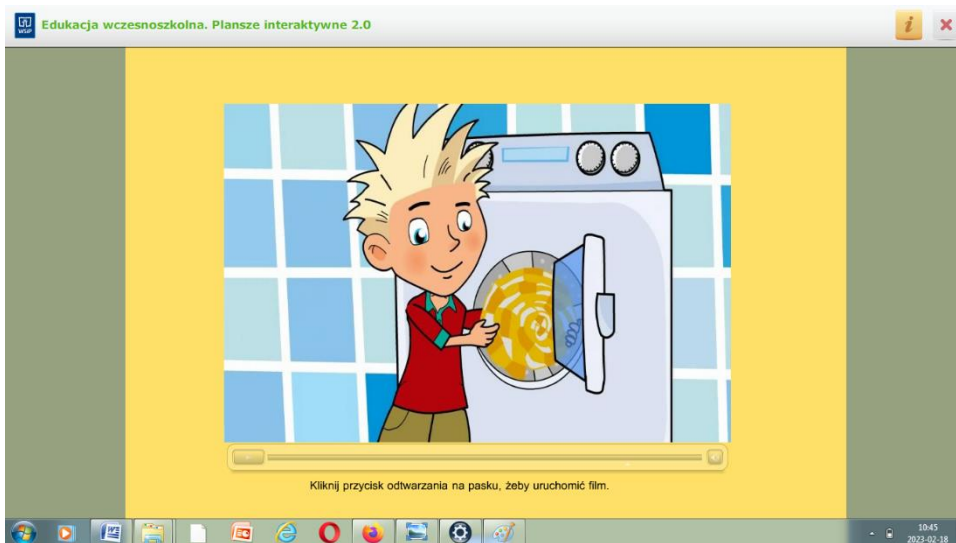 WSiP
Edukacja wczesnoszkolna. Plansze interaktywne 2.0
i
Kliknij przycisk odtwarzania na pasku, żeby uruchomić film.
10:45
2023-02-18